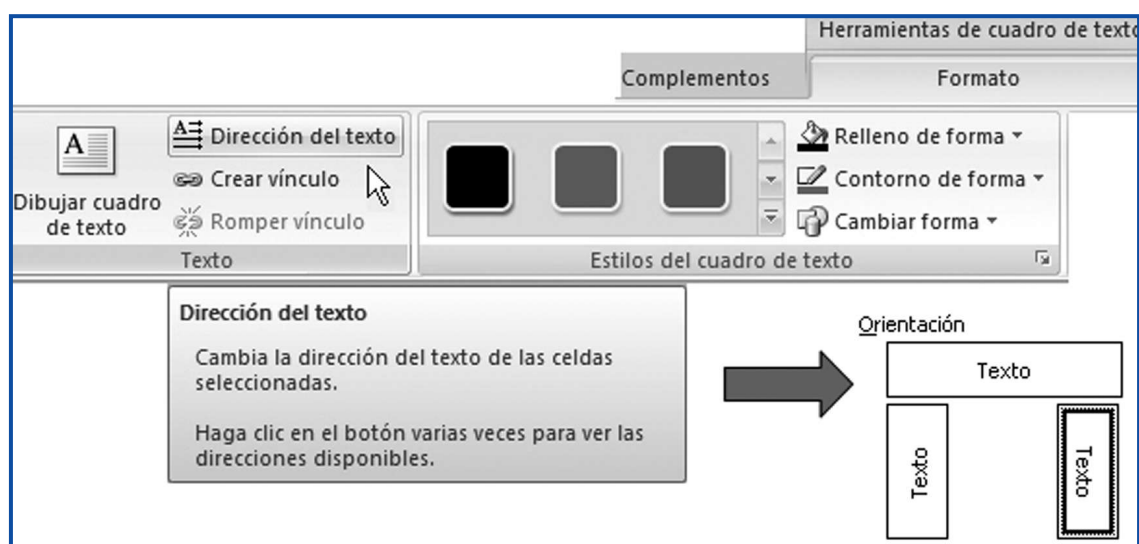 Herramientas de cuadro de texto
Complementos
Formato
A
Dibujar cuadro
de texto
A
Dirección del texto
Crear vínculo
Romper vínculo
Texto
Relleno de forma
Contorno de forma
Cambiar forma
Estilos del cuadro de texto
Dirección del texto
Cambia la dirección del texto de las celdas
seleccionadas.
Haga clic en el botón varias veces para ver las
direcciones disponibles.
Orientación
Texto
Texto
Texto